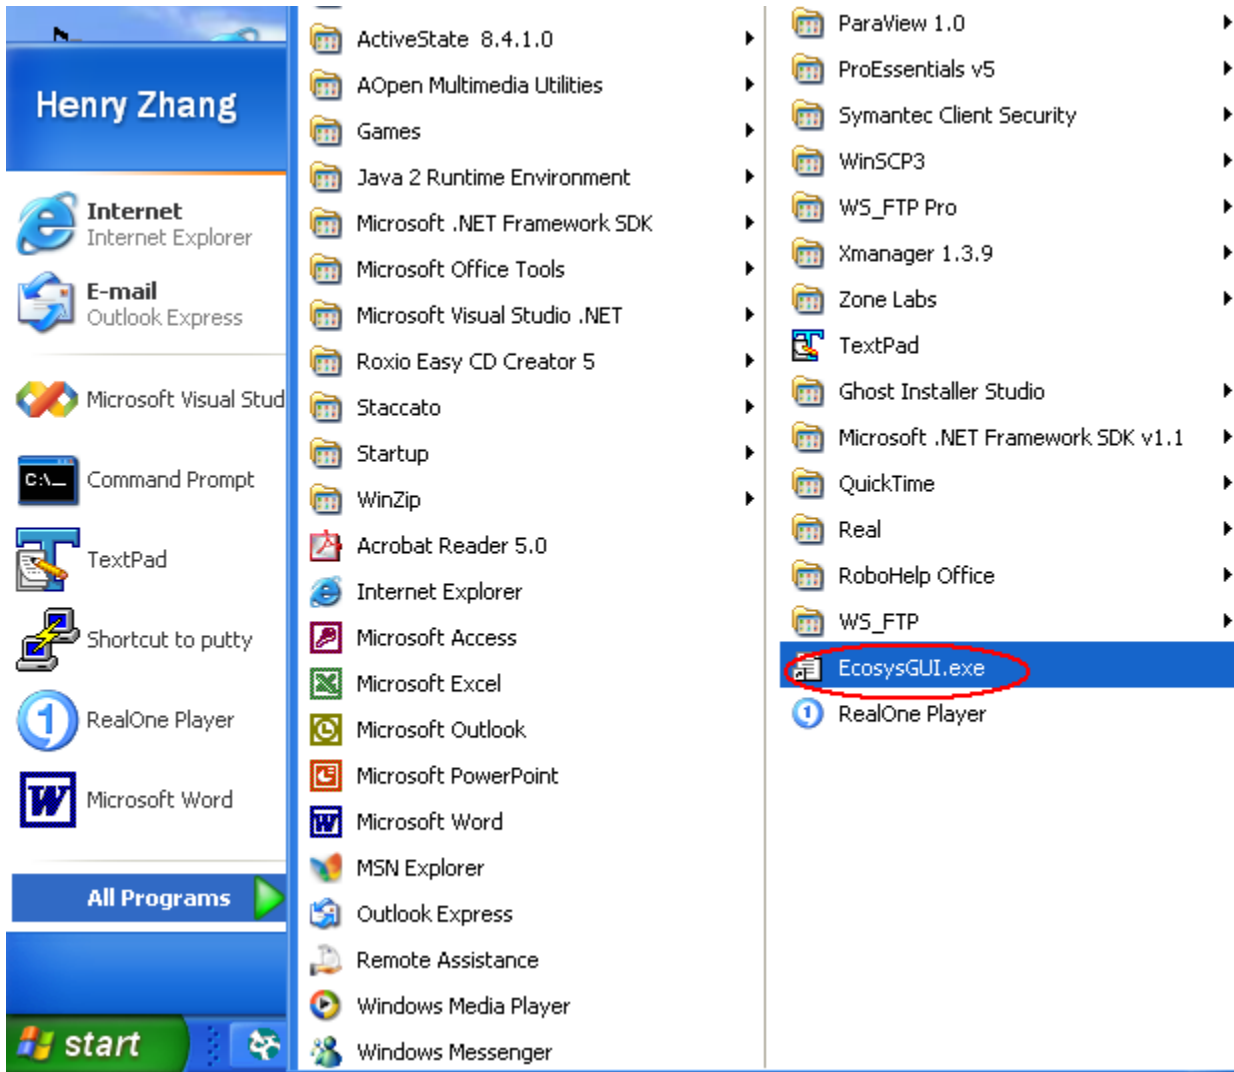 Henry Zhang
Internet
Internet Explorer
E-mail
Outlook Express
Microsoft Visual Stud
C:\_
Command Prompt
TextPad
Shortcut to putty
RealOne Player
Microsoft Word
All Programs
start
ActiveState 8.4.1.0
AOpen Multimedia Utilities
Games
Java 2 Runtime Environment
Microsoft .NET Framework SDK
Microsoft Office Tools
Microsoft Visual Studio .NET
Roxio Easy CD Creator 5
Staccato
Startup
WinZip
Acrobat Reader 5.0
Internet Explorer
Microsoft Access
Microsoft Excel
Microsoft Outlook
Microsoft PowerPoint
Microsoft Word
MSN Explorer
Outlook Express
Remote Assistance
Windows Media Player
Windows Messenger
ParaView 1.0
ProEssentials v5
Symantec Client Security
WinSCP3
WS_FTP Pro
Xmanager 1.3.9
Zone Labs
TextPad
Ghost Installer Studio
Microsoft .NET Framework SDK v1.1
QuickTime
Real
RoboHelp Office
WS_FTP
EcosysGUI.exe
RealOne Player